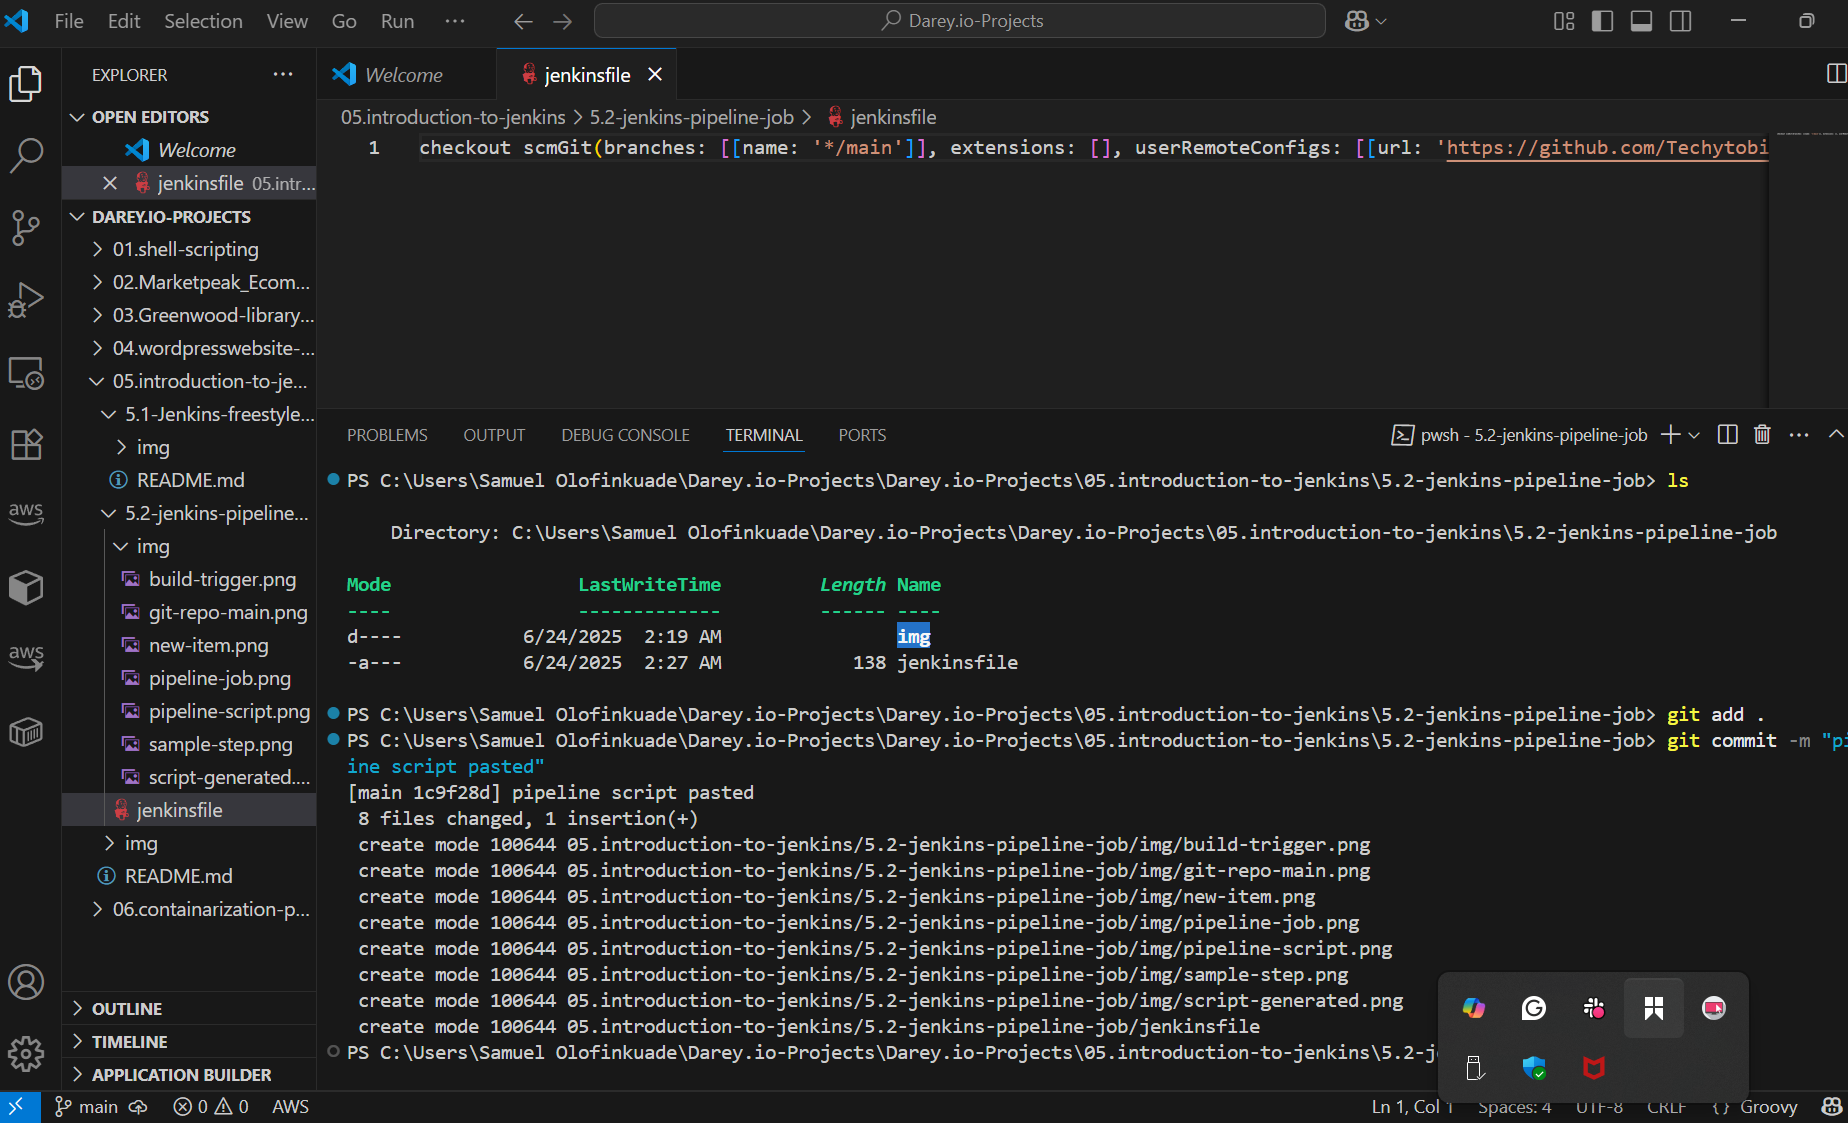 File Edit Selection View Go Run ··· Darey.io-Projects
EXPLORER ···
OPEN EDITORS
Welcome
jenkinsfile 05.intr...
DAREY.IO-PROJECTS
01.shell-scripting
02.Marketpeak_Ecom...
03.Greenwood-library...
04.wordpresswebsite-...
05.introduction-to-je...
5.1-Jenkins-freestyle...
img
README.md
5.2-jenkins-pipeline...
img
build-trigger.png
git-repo-main.png
new-item.png
pipeline-job.png
pipeline-script.png
sample-step.png
script-generated....
jenkinsfile
img
README.md
06.containarization-p...
OUTLINE
TIMELINE
APPLICATION BUILDER
aws
aws
Welcome jenkinsfile
05.introduction-to-jenkins > 5.2-jenkins-pipeline-job > jenkinsfile
1 checkout scmGit(branches: [[name: '*/main']], extensions: [], userRemoteConfigs: [[url: 'https://github.com/Techytobi
PROBLEMS OUTPUT DEBUG CONSOLE TERMINAL PORTS pwsh - 5.2-jenkins-pipeline-job
PS C:\Users\Samuel Olofinkuade\Darey.io-Projects\Darey.io-Projects\05.introduction-to-jenkins\5.2-jenkins-pipeline-job> ls
Directory: C:\Users\Samuel Olofinkuade\Darey.io-Projects\Darey.io-Projects\05.introduction-to-jenkins\5.2-jenkins-pipeline-job
Mode LastWriteTime Length Name
---- ------------- ------ ----
d---- 6/24/2025 2:19 AM img
-a--- 6/24/2025 2:27 AM 138 jenkinsfile
PS C:\Users\Samuel Olofinkuade\Darey.io-Projects\Darey.io-Projects\05.introduction-to-jenkins\5.2-jenkins-pipeline-job> git add .
PS C:\Users\Samuel Olofinkuade\Darey.io-Projects\Darey.io-Projects\05.introduction-to-jenkins\5.2-jenkins-pipeline-job> git commit -m "pi
ine script pasted"
[main 1c9f28d] pipeline script pasted
8 files changed, 1 insertion(+)
create mode 100644 05.introduction-to-jenkins/5.2-jenkins-pipeline-job/img/build-trigger.png
create mode 100644 05.introduction-to-jenkins/5.2-jenkins-pipeline-job/img/git-repo-main.png
create mode 100644 05.introduction-to-jenkins/5.2-jenkins-pipeline-job/img/new-item.png
create mode 100644 05.introduction-to-jenkins/5.2-jenkins-pipeline-job/img/pipeline-job.png
create mode 100644 05.introduction-to-jenkins/5.2-jenkins-pipeline-job/img/pipeline-script.png
create mode 100644 05.introduction-to-jenkins/5.2-jenkins-pipeline-job/img/sample-step.png
create mode 100644 05.introduction-to-jenkins/5.2-jenkins-pipeline-job/img/script-generated.png
create mode 100644 05.introduction-to-jenkins/5.2-jenkins-pipeline-job/jenkinsfile
PS C:\Users\Samuel Olofinkuade\Darey.io-Projects\Darey.io-Projects\05.introduction-to-jenkins\5.2-j
main 0 0 AWS Ln 1, Col 1 Spaces: 4 UTF-8 CRLF {} Groovy